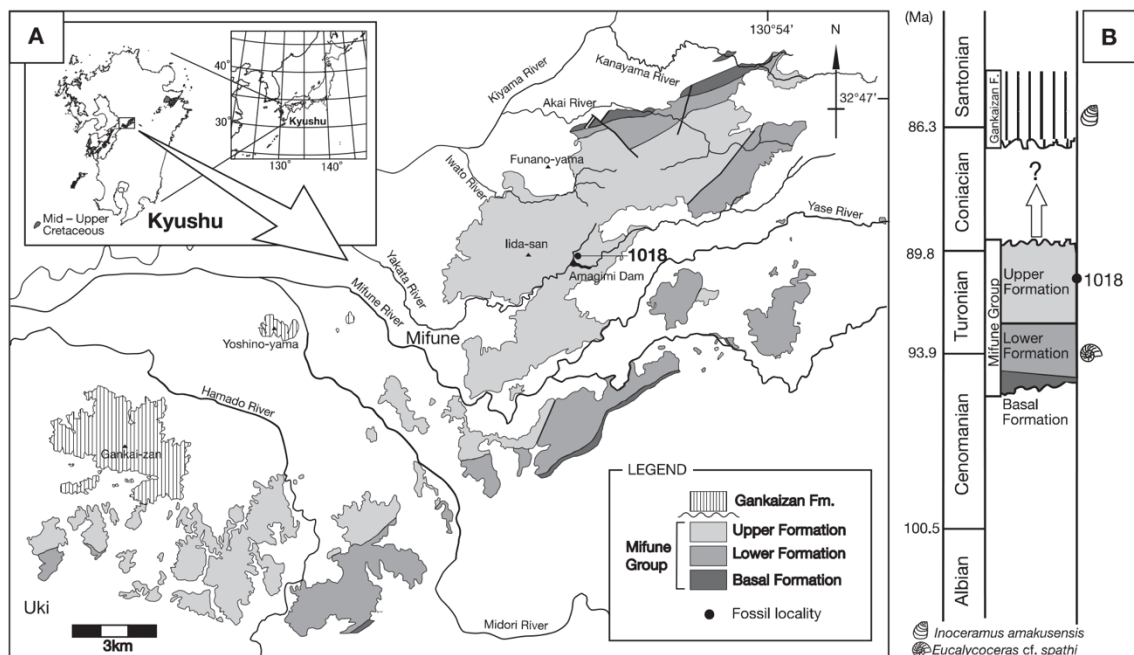 A
40°
30°
Kyushu
130°
140°
Mid – Upper
Cretaceous
Kyushu
130°54'
N
32°47'
Kiyama River
Kanayama River
Akai River
Funano-yama
Iwato River
Iida-san
1018
Amagimi Dam
Yase River
Yakata River
Mifune River
Mifune
Yoshino-yama
Hamado River
Gankai-zan
Uki
3km
Midori River
LEGEND
Gankaizan Fm.
Mifune
Group
Upper Formation
Lower Formation
Basal Formation
Fossil locality
B
(Ma)
Santonian
86.3
Coniacian
89.8
Turonian
93.9
Cenomanian
100.5
Albian
Gankaizan F.
?
Mifune Group
Upper
Formation
1018
Lower
Formation
Basal
Formation
Inoceramus amakusensis
Eucalycoceras cf. spathi